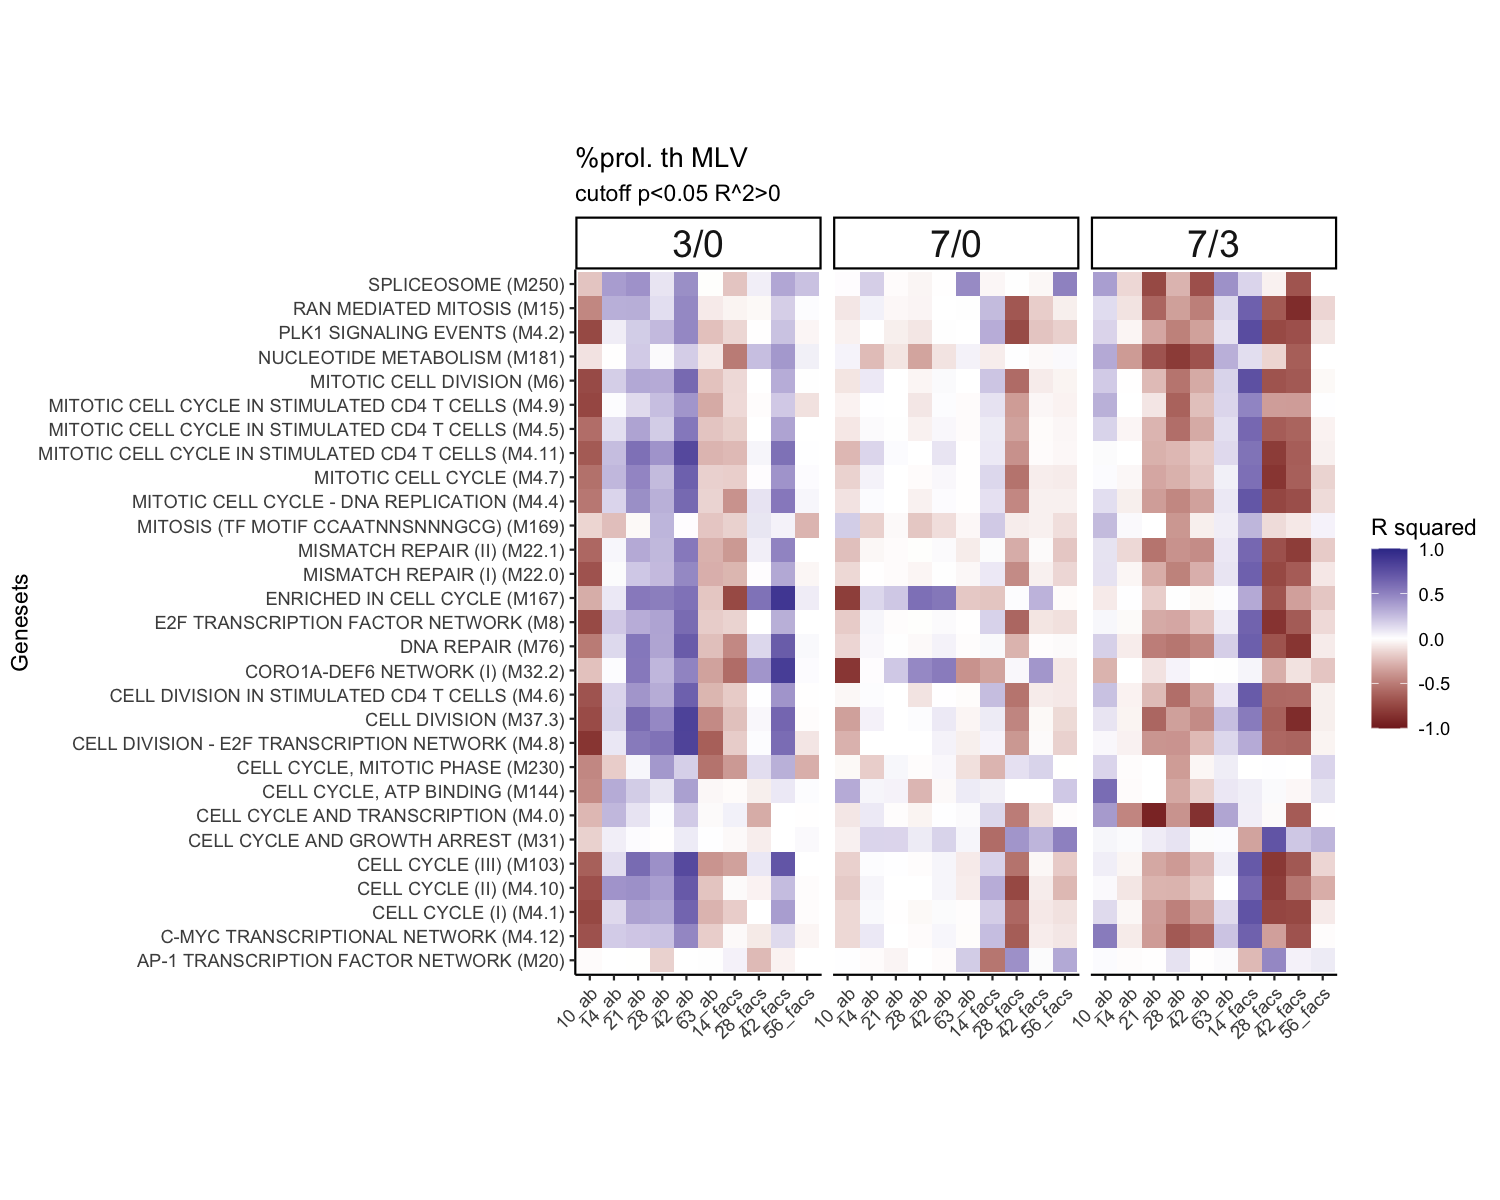 %prol. th MLV
cutoff p<0.05 R^2>0
3/0
7/0
7/3
SPLICEOSOME (M250)
RAN MEDIATED MITOSIS (M15)
PLK1 SIGNALING EVENTS (M4.2)
NUCLEOTIDE METABOLISM (M181)
MITOTIC CELL DIVISION (M6)
MITOTIC CELL CYCLE IN STIMULATED CD4 T CELLS (M4.9)
MITOTIC CELL CYCLE IN STIMULATED CD4 T CELLS (M4.5)
MITOTIC CELL CYCLE IN STIMULATED CD4 T CELLS (M4.11)
MITOTIC CELL CYCLE (M4.7)
MITOTIC CELL CYCLE - DNA REPLICATION (M4.4)
MITOSIS (TF MOTIF CCAATNNSNNNGCG) (M169)
MISMATCH REPAIR (II) (M22.1)
MISMATCH REPAIR (I) (M22.0)
ENRICHED IN CELL CYCLE (M167)
E2F TRANSCRIPTION FACTOR NETWORK (M8)
DNA REPAIR (M76)
CORO1A-DEF6 NETWORK (I) (M32.2)
CELL DIVISION IN STIMULATED CD4 T CELLS (M4.6)
CELL DIVISION (M37.3)
CELL DIVISION - E2F TRANSCRIPTION NETWORK (M4.8)
CELL CYCLE, MITOTIC PHASE (M230)
CELL CYCLE, ATP BINDING (M144)
CELL CYCLE AND TRANSCRIPTION (M4.0)
CELL CYCLE AND GROWTH ARREST (M31)
CELL CYCLE (III) (M103)
CELL CYCLE (II) (M4.10)
CELL CYCLE (I) (M4.1)
C-MYC TRANSCRIPTIONAL NETWORK (M4.12)
AP-1 TRANSCRIPTION FACTOR NETWORK (M20)
Genesets
10_ab
14_ab
21_ab
28_ab
42_ab
63_ab
14_facs
28_facs
42_facs
56_facs
10_ab
14_ab
21_ab
28_ab
42_ab
63_ab
14_facs
28_facs
42_facs
56_facs
10_ab
14_ab
21_ab
28_ab
42_ab
63_ab
14_facs
28_facs
42_facs
56_facs
R squared
1.0
0.5
0.0
-0.5
-1.0